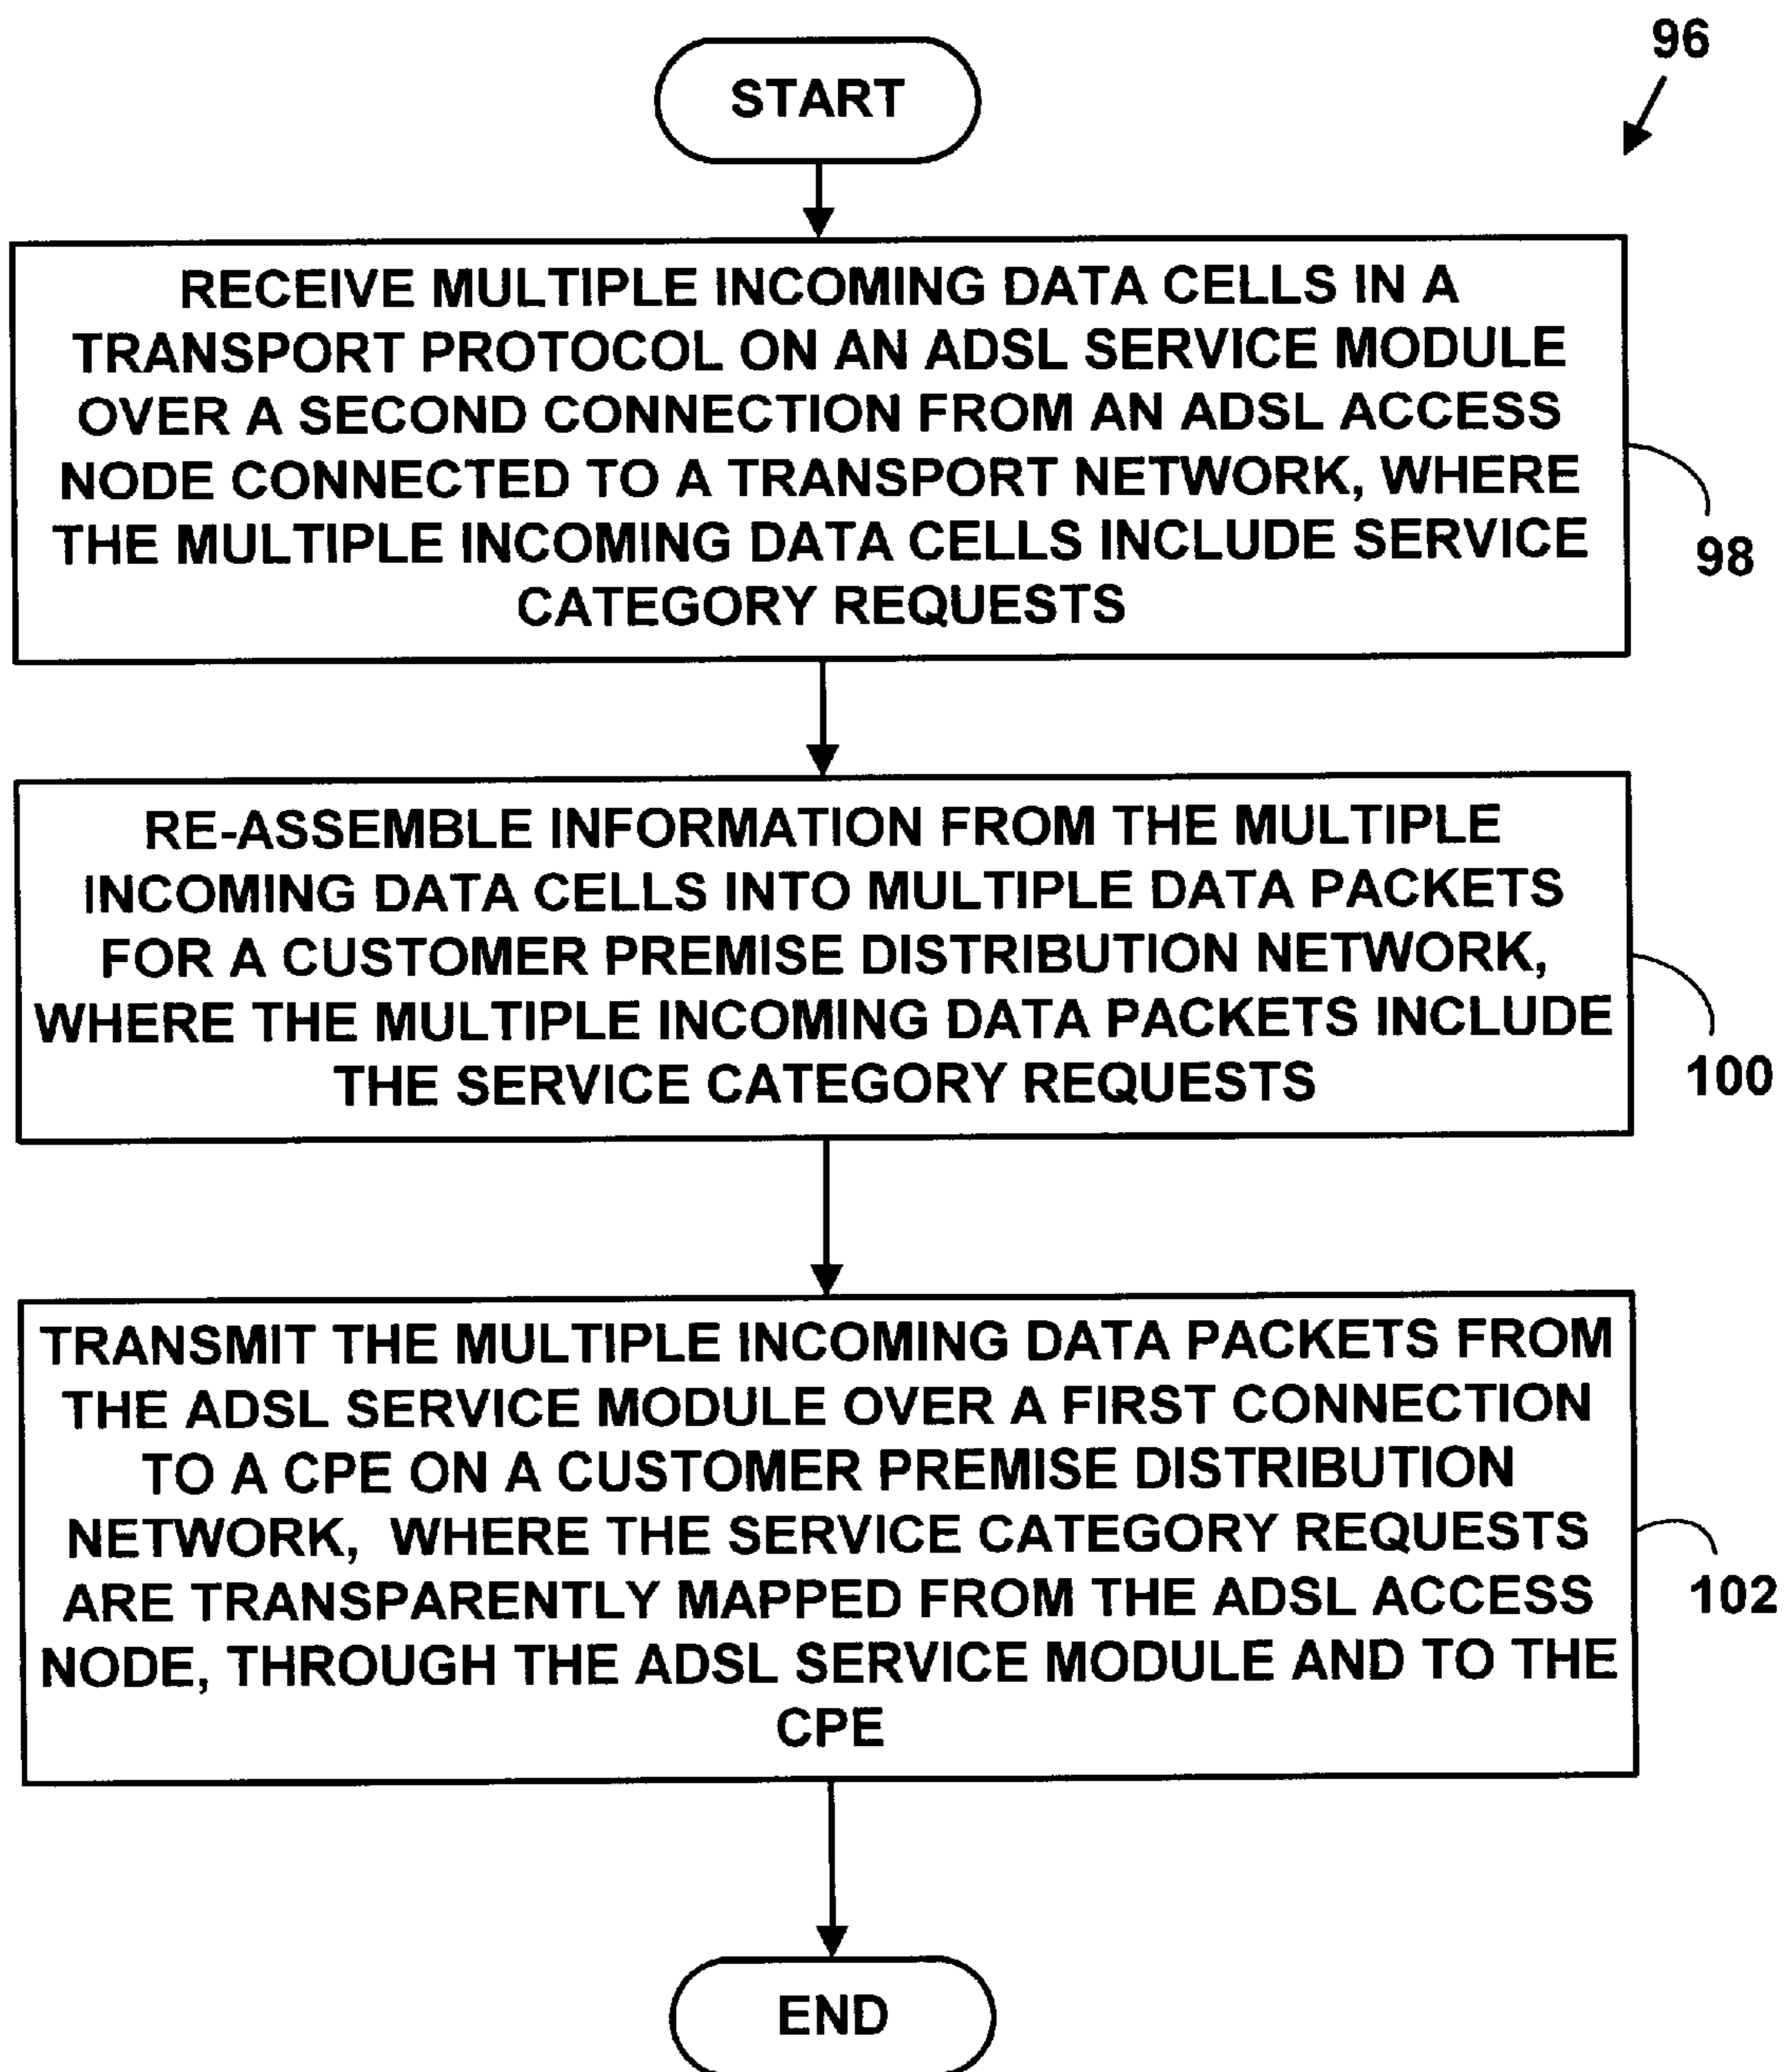 96
START
RECEIVE MULTIPLE INCOMING DATA CELLS IN A
TRANSPORT PROTOCOL ON AN ADSL SERVICE MODULE
OVER A SECOND CONNECTION FROM AN ADSL ACCESS
NODE CONNECTED TO A TRANSPORT NETWORK, WHERE
THE MULTIPLE INCOMING DATA CELLS INCLUDE SERVICE
CATEGORY REQUESTS
98
RE-ASSEMBLE INFORMATION FROM THE MULTIPLE
INCOMING DATA CELLS INTO MULTIPLE DATA PACKETS
FOR A CUSTOMER PREMISE DISTRIBUTION NETWORK,
WHERE THE MULTIPLE INCOMING DATA PACKETS INCLUDE
THE SERVICE CATEGORY REQUESTS
100
TRANSMIT THE MULTIPLE INCOMING DATA PACKETS FROM
THE ADSL SERVICE MODULE OVER A FIRST CONNECTION
TO A CPE ON A CUSTOMER PREMISE DISTRIBUTION
NETWORK, WHERE THE SERVICE CATEGORY REQUESTS
ARE TRANSPARENTLY MAPPED FROM THE ADSL ACCESS
NODE, THROUGH THE ADSL SERVICE MODULE AND TO THE
CPE
102
END